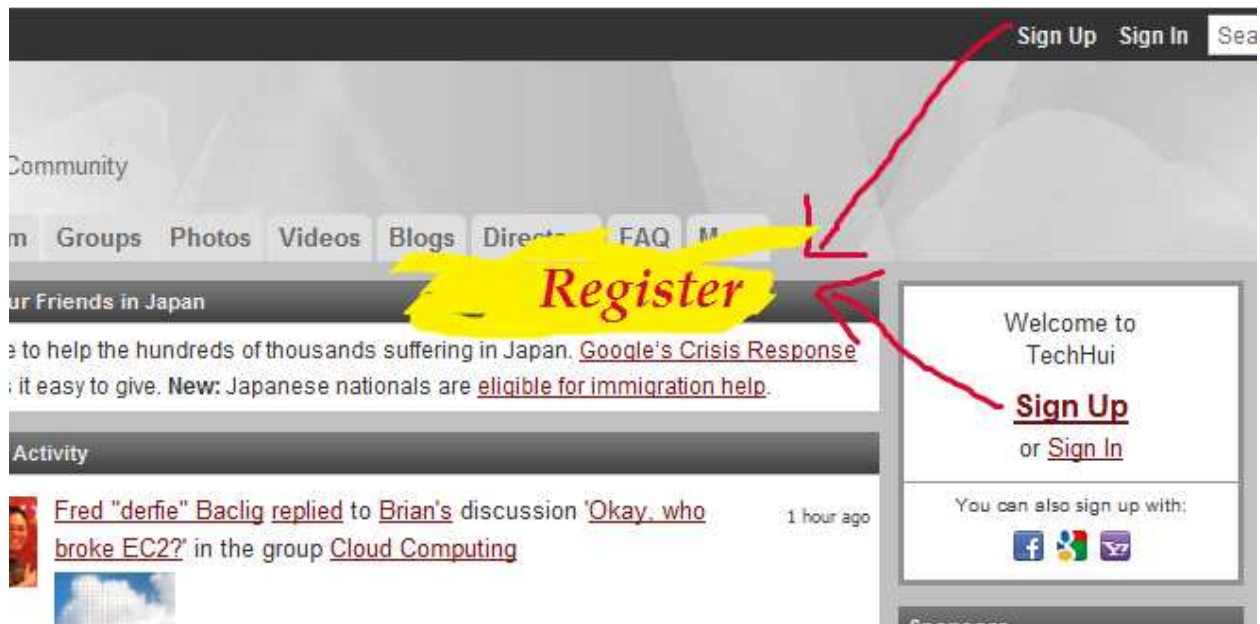 Sign Up Sign In Sea
Community
m Groups Photos Videos Blogs Directo FAQ M
Register
ur Friends in Japan
e to help the hundreds of thousands suffering in Japan. Google's Crisis Response
it easy to give. New: Japanese nationals are eligible for immigration help.
Activity
Fred "derfie" Baclig replied to Brian's discussion 'Okay, who
broke EC2?' in the group Cloud Computing
1 hour ago
Welcome to
TechHui
Sign Up
or Sign In
You can also sign up with: